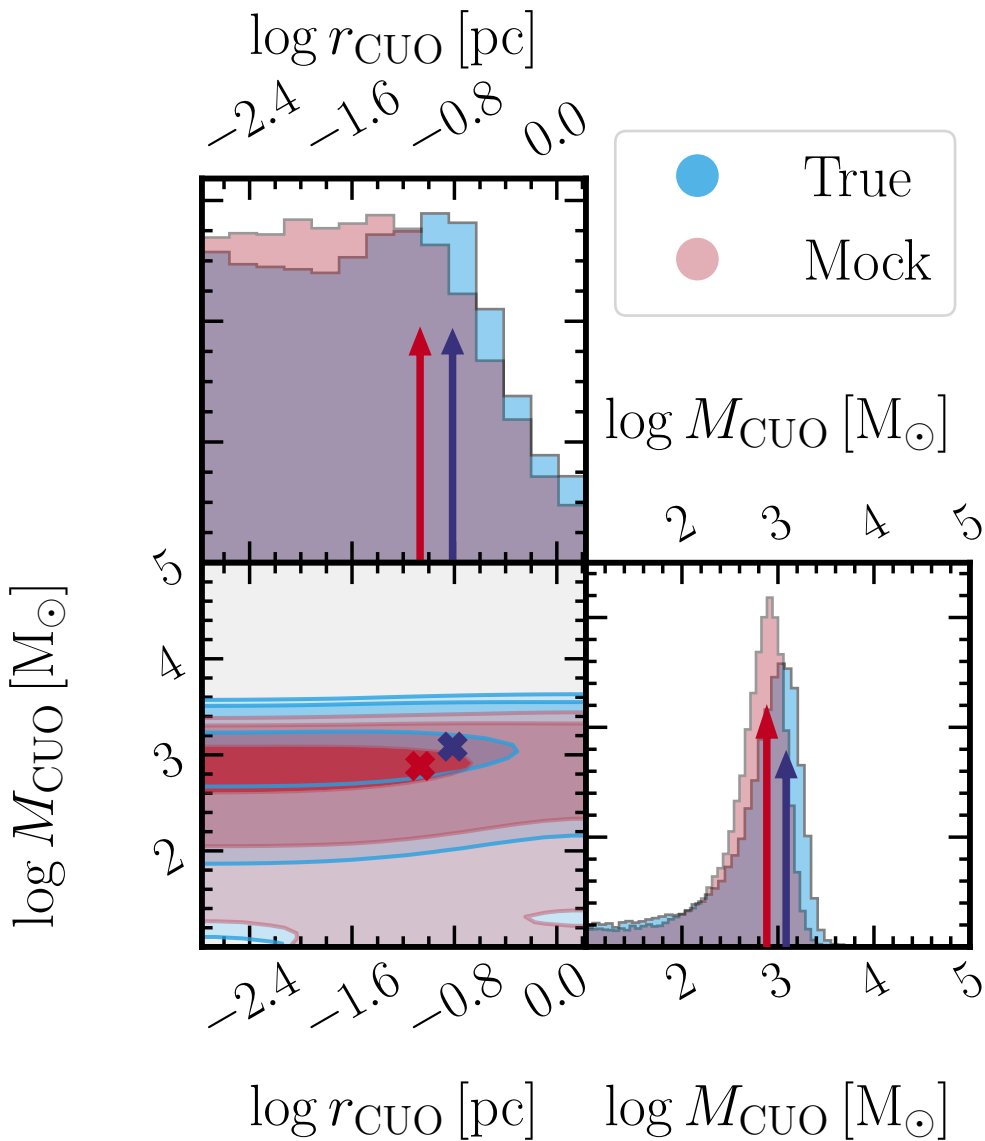 log r_CUO [pc]
−2.4 −1.6 −0.8 0.0
True
Mock
log M_CUO [M_⊙]
2 3 4 5
log M_CUO [M_⊙]
5
4
3
2
−2.4 −1.6 −0.8 0.0
2 3 4 5
log r_CUO [pc]
log M_CUO [M_⊙]